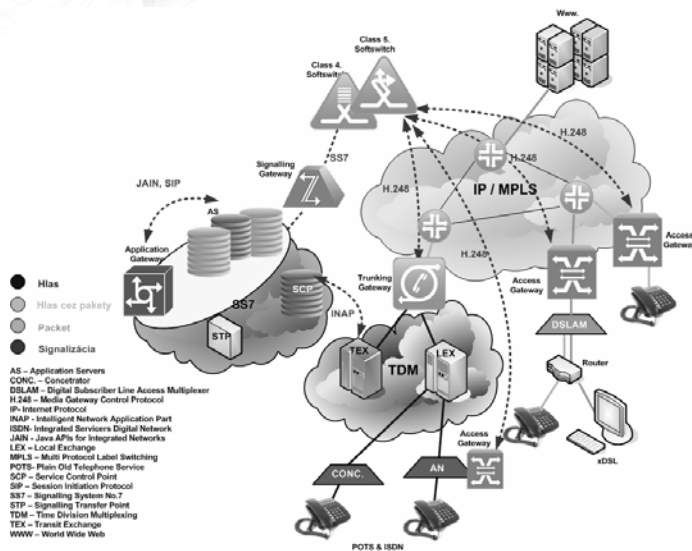 Www.
Class 5.
Softswitch
Class 4.
Softswitch
SS7
Signalling
Gateway
H.248
H.248
H.248
H.248
IP / MPLS
JAIN, SIP
AS
Application
Gateway
Access
Gateway
Access
Gateway
Trunking
Gateway
SCP
SS7
STP
INAP
DSLAM
Router
TEX
LEX
TDM
xDSL
Access
Gateway
CONC.
AN
POTS & ISDN
Hlas
Hlas cez pakety
Packet
Signalizácia
AS – Application Servers
CONC. – Concetrator
DSLAM – Digital Subscriber Line Access Multiplexer
H.248 – Media Gateway Control Protocol
IP- Internet Protocol
INAP – Intelligent Network Application Part
ISDN- Integrated Servicers Digital Network
JAIN - Java APIs for Integrated Networks
LEX – Local Exchange
MPLS – Multi Protocol Label Switching
POTS- Plain Old Telephone Service
SCP – Service Control Point
SIP – Session Initiation Protocol
SS7 – Signalling System No.7
STP – Signalling Transfer Point
TDM – Time Division Multiplexing
TEX – Transit Exchange
WWW – World Wide Web